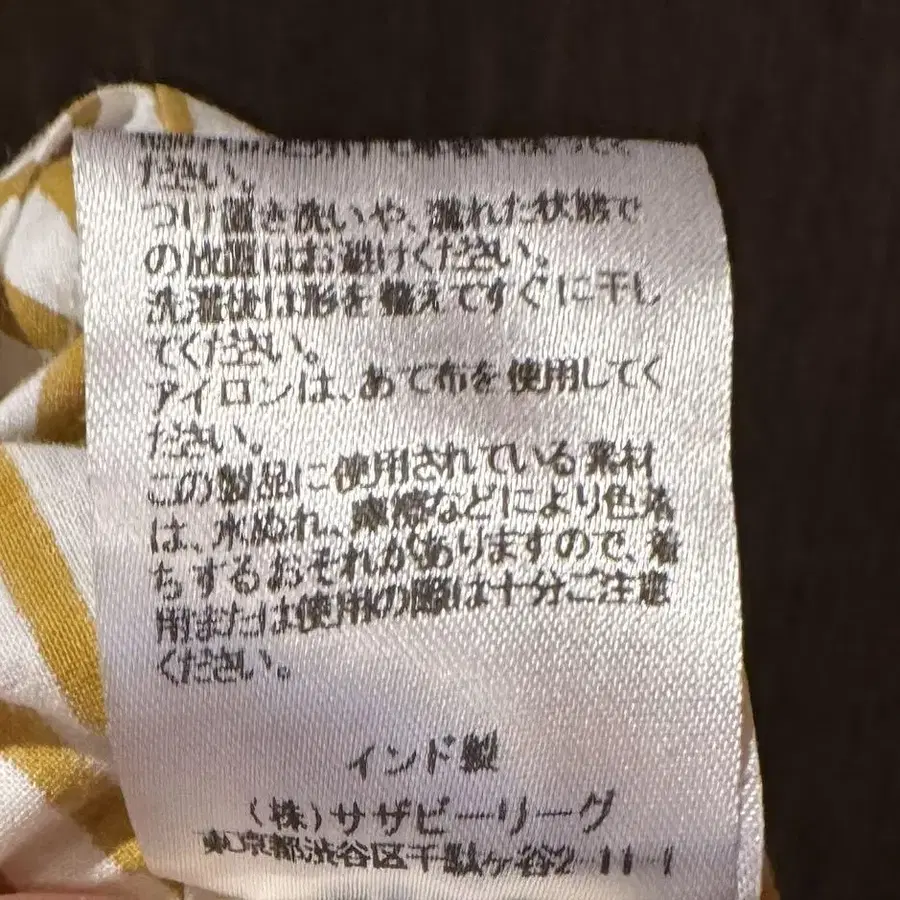 ださい。
つけ置き洗いや、濡れた状態で
の放置はお避けください。
洗濯後は形を整えてすぐに干し
てください。
アイロンは、あて布を使用してく
ださい。
この製品に使用されている素材
は、水ぬれ、摩擦などにより色落
ちするおそれがありますので、着
用または使用の際は十分ご注意
ください。
インド製
(株)サザビーリーグ
東京都渋谷区千駄ヶ谷2-11-1